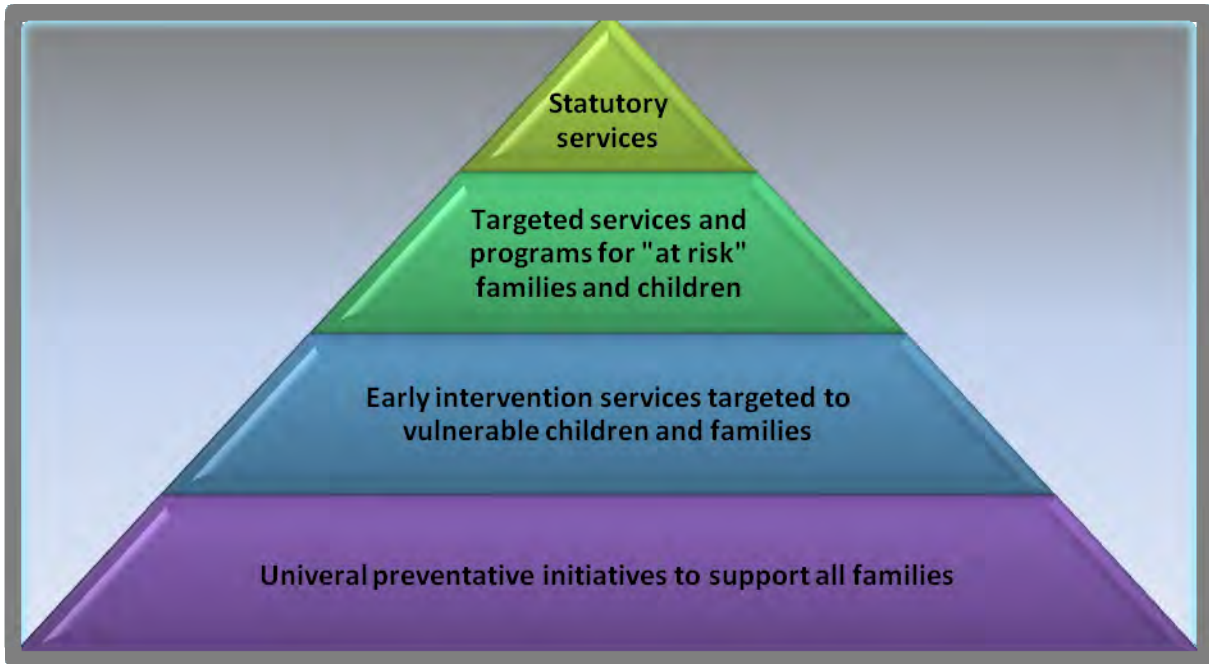 Statutory
services
Targeted services and
programs for "at risk"
families and children
Early intervention services targeted to
vulnerable children and families
Univeral preventative initiatives to support all families